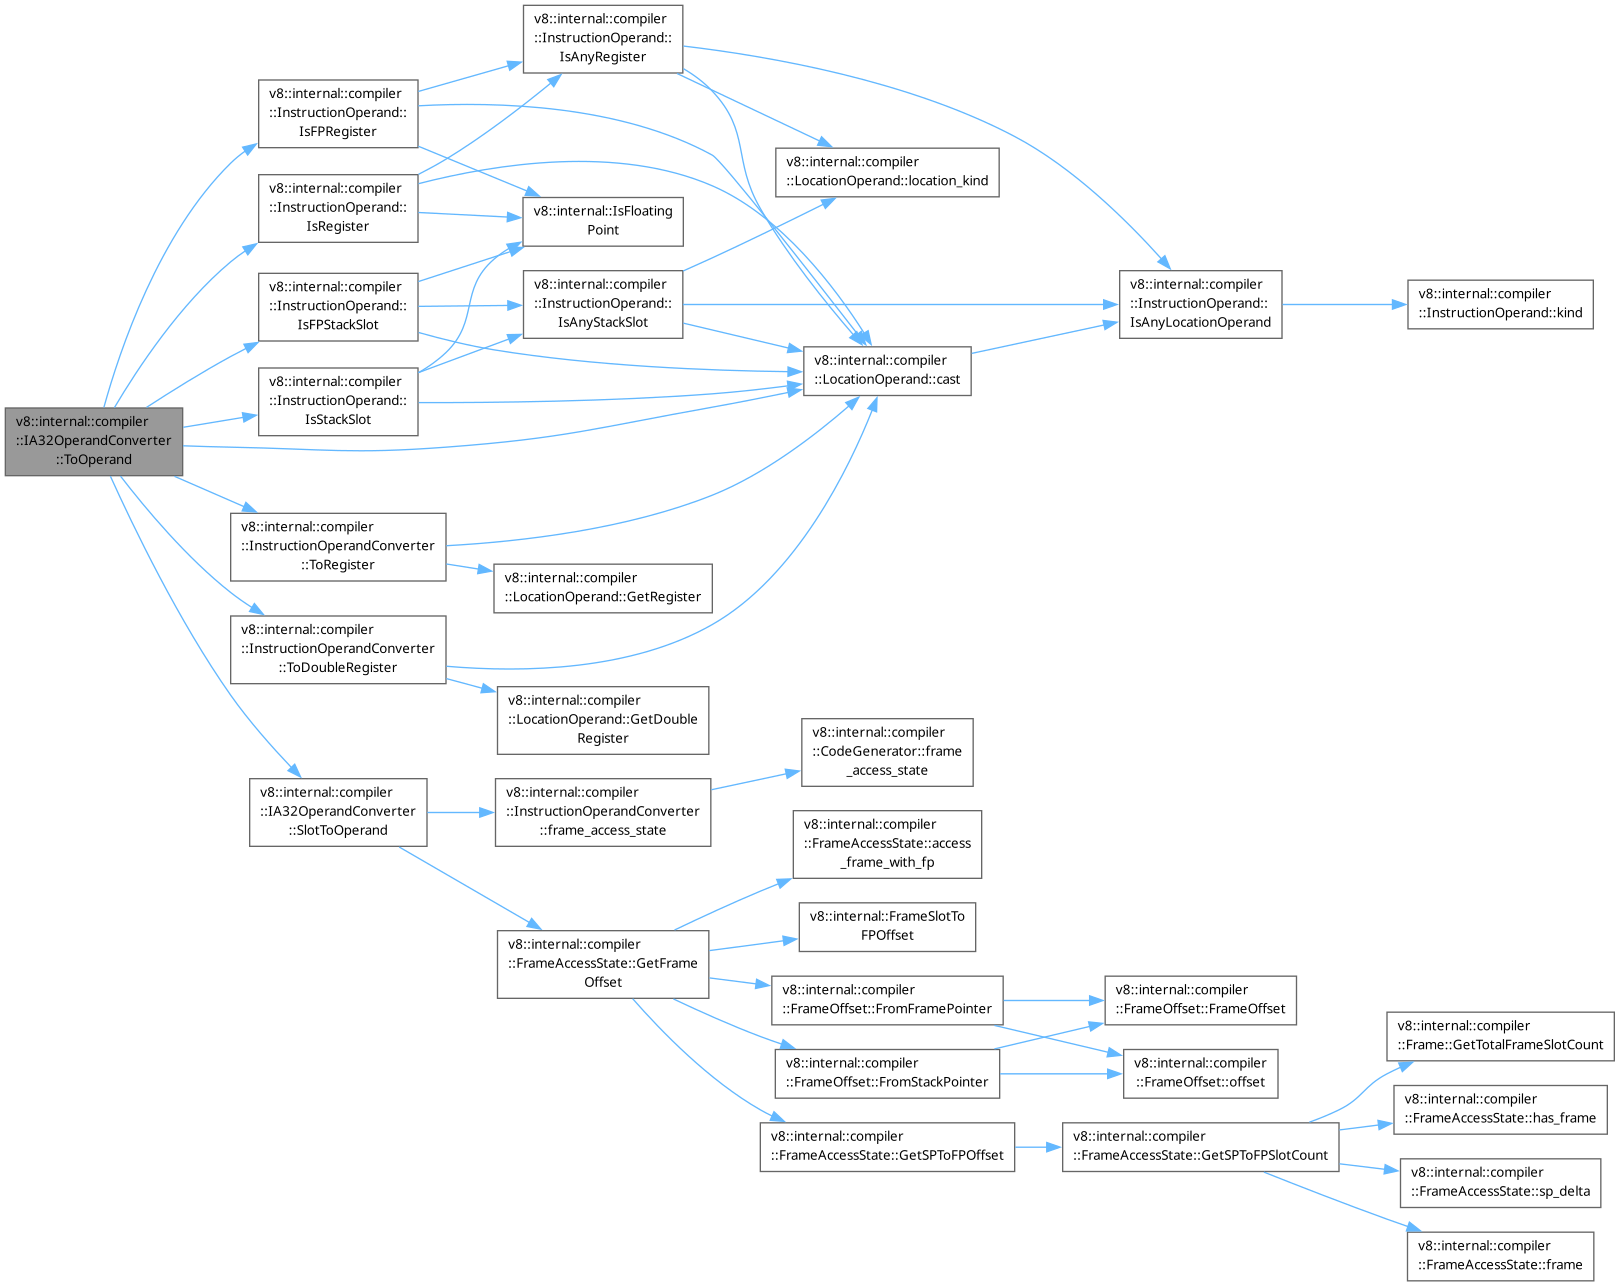 v8::internal::compiler
::IA32OperandConverter
::ToOperand
v8::internal::compiler
::InstructionOperand::
IsFPRegister
v8::internal::compiler
::InstructionOperand::
IsAnyRegister
v8::internal::compiler
::LocationOperand::location_kind
v8::internal::compiler
::InstructionOperand::
IsRegister
v8::internal::IsFloating
Point
v8::internal::compiler
::InstructionOperand::
IsFPStackSlot
v8::internal::compiler
::InstructionOperand::
IsAnyStackSlot
v8::internal::compiler
::InstructionOperand::
IsAnyLocationOperand
v8::internal::compiler
::InstructionOperand::kind
v8::internal::compiler
::LocationOperand::cast
v8::internal::compiler
::InstructionOperand::
IsStackSlot
v8::internal::compiler
::InstructionOperandConverter
::ToRegister
v8::internal::compiler
::LocationOperand::GetRegister
v8::internal::compiler
::InstructionOperandConverter
::ToDoubleRegister
v8::internal::compiler
::LocationOperand::GetDouble
Register
v8::internal::compiler
::IA32OperandConverter
::SlotToOperand
v8::internal::compiler
::InstructionOperandConverter
::frame_access_state
v8::internal::compiler
::CodeGenerator::frame
_access_state
v8::internal::compiler
::FrameAccessState::GetFrame
Offset
v8::internal::compiler
::FrameAccessState::access
_frame_with_fp
v8::internal::FrameSlotTo
FPOffset
v8::internal::compiler
::FrameOffset::FromFramePointer
v8::internal::compiler
::FrameOffset::FrameOffset
v8::internal::compiler
::FrameOffset::FromStackPointer
v8::internal::compiler
::FrameOffset::offset
v8::internal::compiler
::FrameAccessState::GetSPToFPOffset
v8::internal::compiler
::FrameAccessState::GetSPToFPSlotCount
v8::internal::compiler
::Frame::GetTotalFrameSlotCount
v8::internal::compiler
::FrameAccessState::has_frame
v8::internal::compiler
::FrameAccessState::sp_delta
v8::internal::compiler
::FrameAccessState::frame